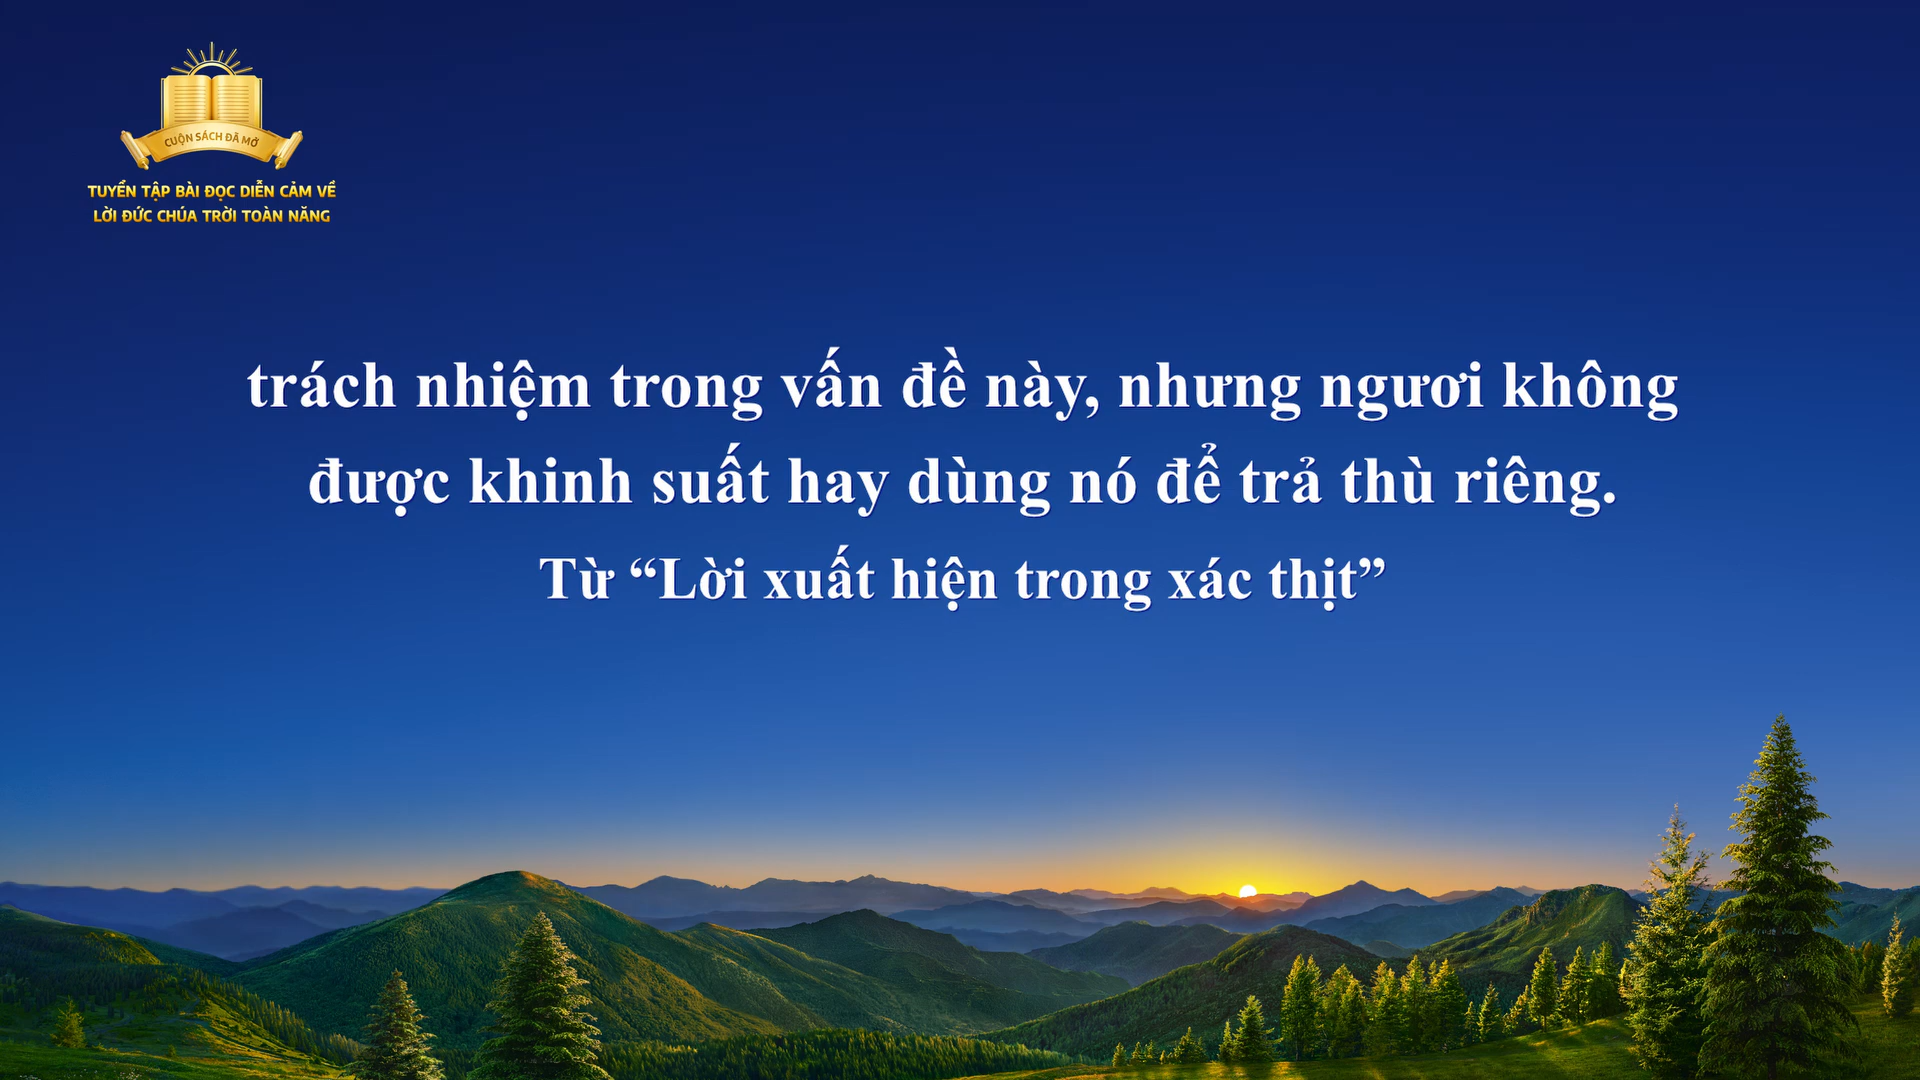 CUỘN SÁCH ĐÃ MỞ
TUYỂN TẬP BÀI ĐỌC DIỄN CẢM VỀ
LỜI ĐỨC CHÚA TRỜI TOÀN NĂNG
trách nhiệm trong vấn đề này, nhưng ngươi không
được khinh suất hay dùng nó để trả thù riêng.
Từ “Lời xuất hiện trong xác thịt”